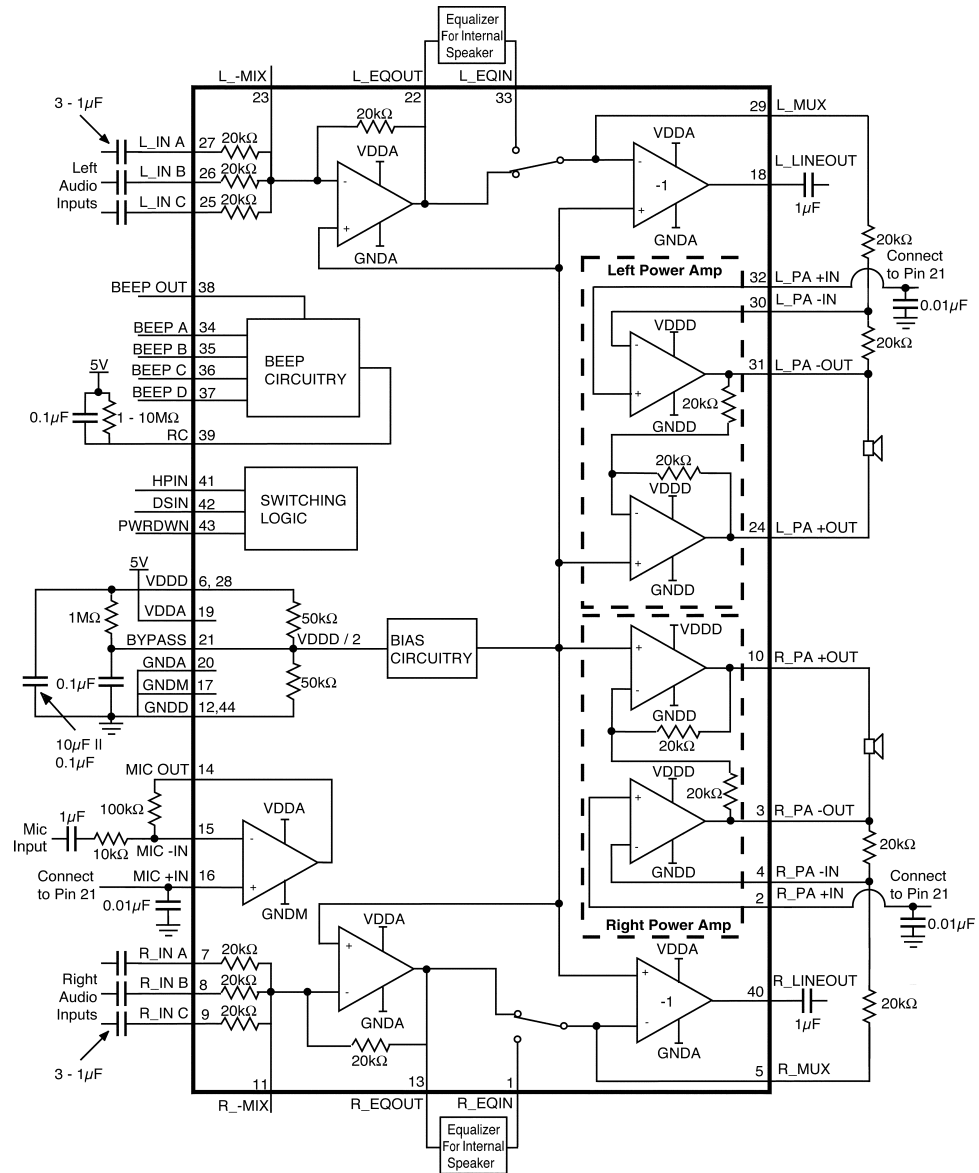 Equalizer
For Internal
Speaker
L_-MIX
L_EQOUT
L_EQIN
23
22
33
3 - 1µF
20kΩ
29
L_MUX
VDDA
VDDA
L_IN A
27
20kΩ
Left
Audio
Inputs
L_IN B
26
20kΩ
L_IN C
25
20kΩ
-
+
GNDA
-
-1
+
GNDA
18
L_LINEOUT
1µF
20kΩ
Connect
to Pin 21
Left Power Amp
32
L_PA +IN
30
L_PA -IN
0.01µF
20kΩ
BEEP OUT
38
BEEP A
34
BEEP B
35
BEEP C
36
BEEP D
37
BEEP
CIRCUITRY
5V
0.1µF
1 - 10MΩ
RC
39
VDDD
-
+
GNDD
31
L_PA -OUT
20kΩ
20kΩ
VDDD
-
+
GNDD
24
L_PA +OUT
HPIN
41
DSIN
42
PWRDWN
43
SWITCHING
LOGIC
5V
VDDD
6, 28
1MΩ
VDDA
19
50kΩ
BYPASS
21
VDDD / 2
GNDA
20
0.1µF
GNDM
17
50kΩ
GNDD
12,44
10µF II
0.1µF
BIAS
CIRCUITRY
VDDD
+
-
GNDD
10
R_PA +OUT
20kΩ
VDDD
20kΩ
+
-
GNDD
3
R_PA -OUT
20kΩ
4
R_PA -IN
2
R_PA +IN
Connect
to Pin 21
0.01µF
Right Power Amp
MIC OUT
14
100kΩ
1µF
Mic
Input
10kΩ
MIC -IN
15
VDDA
-
+
GNDM
Connect
to Pin 21
MIC +IN
16
0.01µF
VDDA
+
-
GNDA
R_IN A
7
20kΩ
Right
Audio
Inputs
R_IN B
8
20kΩ
R_IN C
9
20kΩ
3 - 1µF
20kΩ
VDDA
+
-1
-
GNDA
40
R_LINEOUT
1µF
20kΩ
5
R_MUX
11
13
1
R_-MIX
R_EQOUT
R_EQIN
Equalizer
For Internal
Speaker